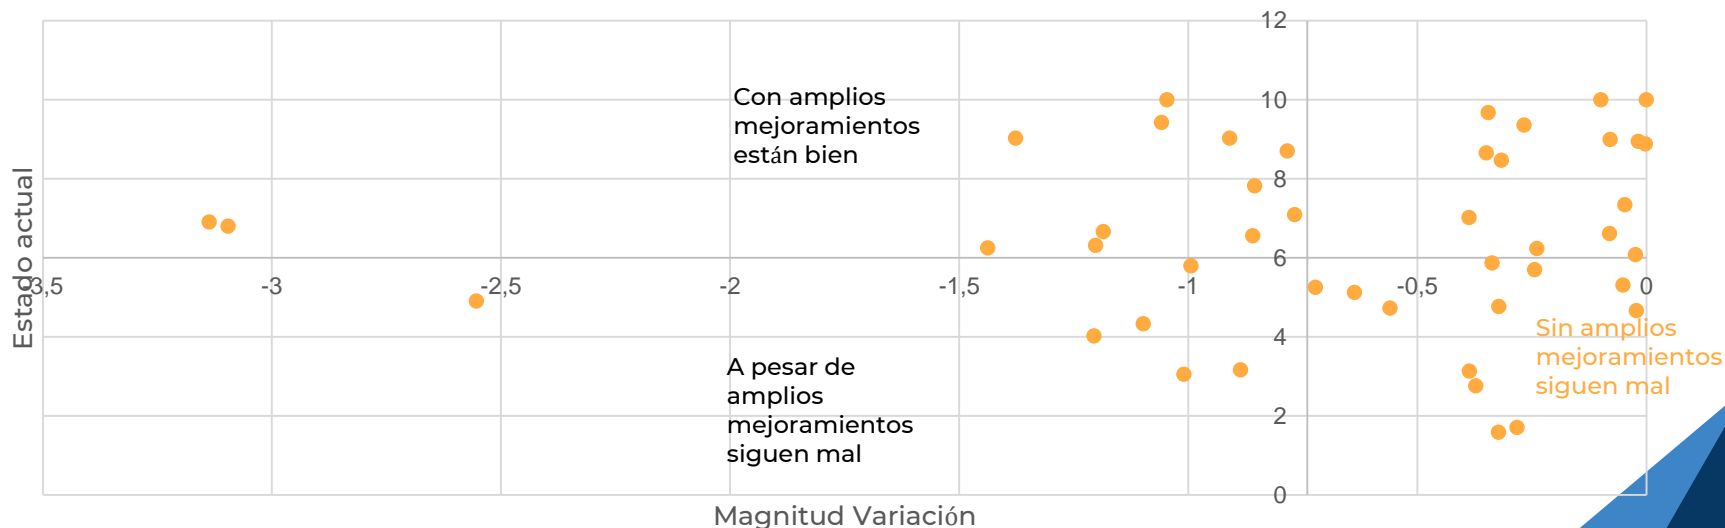 12
Con amplios
mejoramientos
están bien
10
8
6
Estado actual
-3,5
-3
-2,5
-2
-1,5
-1
-0,5
0
4
Sin amplios
mejoramientos
siguen mal
A pesar de
amplios
mejoramientos
siguen mal
2
0
Magnitud Variación